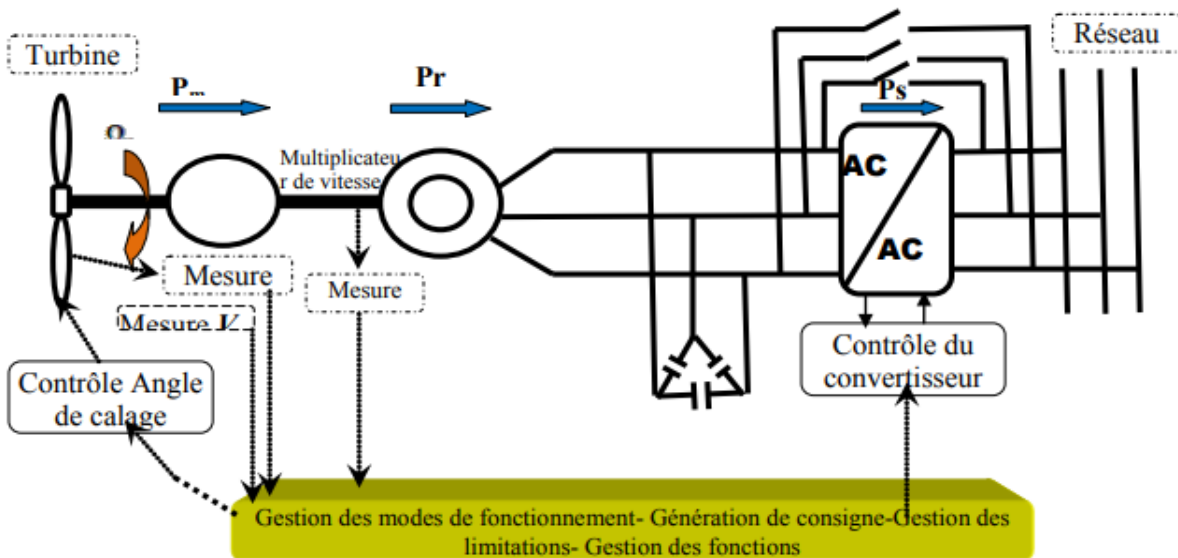 Turbine
Réseau
Pr
Ps
Multiplicateu
r de vitesse
AC
AC
Mesure
Mesure
Mesure
Contrôle Angle
de calage
Contrôle du
convertisseur
Gestion des modes de fonctionnement- Génération de consigne-Gestion des
limitations- Gestion des fonctions